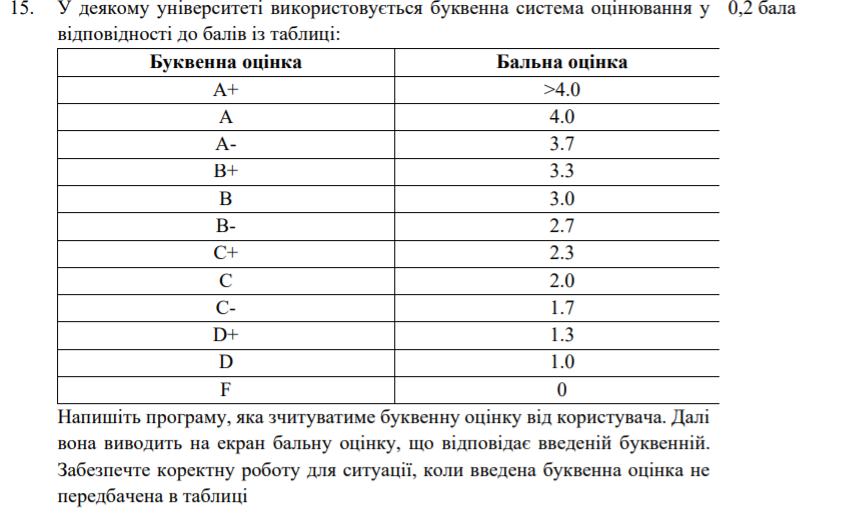 15. У деякому університеті використовується буквенна система оцінювання у 0,2 бала
відповідності до балів із таблиці:
Буквенна оцінка Бальна оцінка
A+ >4.0
A 4.0
A- 3.7
B+ 3.3
B 3.0
B- 2.7
C+ 2.3
C 2.0
C- 1.7
D+ 1.3
D 1.0
F 0
Напишіть програму, яка зчитуватиме буквенну оцінку від користувача. Далі
вона виводить на екран бальну оцінку, що відповідає введеній буквенній.
Забезпечте коректну роботу для ситуації, коли введена буквенна оцінка не
передбачена в таблиці